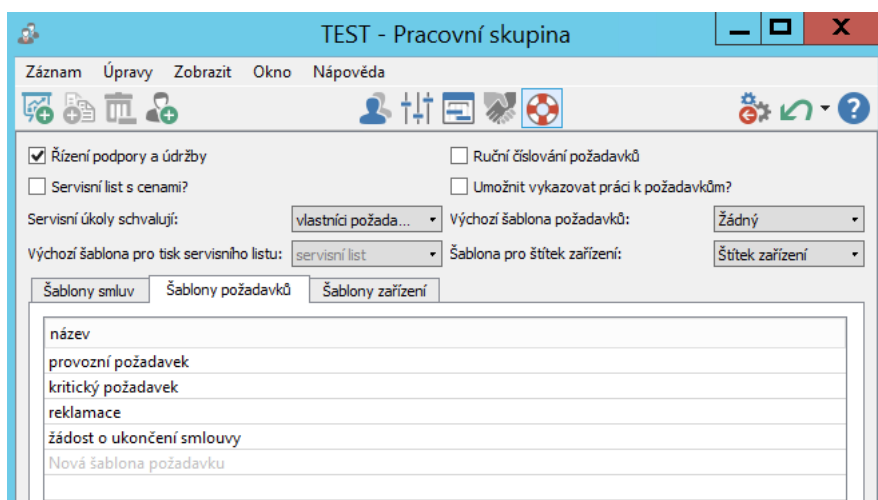 TEST - Pracovní skupina
Záznam Úpravy Zobrazit Okno Nápověda
Řízení podpory a údržby
Ruční číslování požadavků
Servisní list s cenami?
Umožnit vykazovat práci k požadavkům?
Servisní úkoly schvalují: vlastníci požada...
Výchozí šablona požadavků: Žádný
Výchozí šablona pro tisk servisního listu: servisní list
Šablona pro štítek zařízení: Štítek zařízení
Šablony smluv Šablony požadavků Šablony zařízení
název
provozní požadavek
kritický požadavek
reklamace
žádost o ukončení smlouvy
Nová šablona požadavku